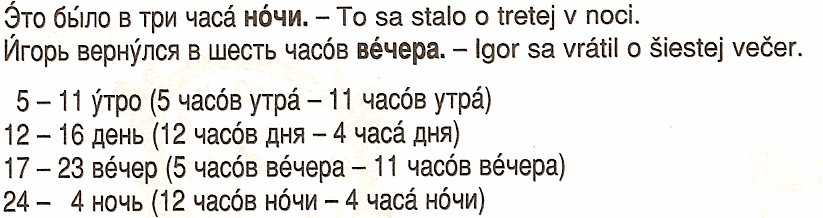 Э́то бы́ло в три часа́ но́чи. – To sa stalo o tretej v noci.
И́горь верну́лся в шесть часо́в ве́чера. – Igor sa vrátil o šiestej večer.
5 – 11 у́тро (5 часо́в утра́ – 11 часо́в утра́)
12 – 16 день (12 часо́в дня – 4 часа́ дня)
17 – 23 ве́чер (5 часо́в ве́чера – 11 часо́в ве́чера)
24 – 4 ночь (12 часо́в но́чи – 4 часа́ но́чи)